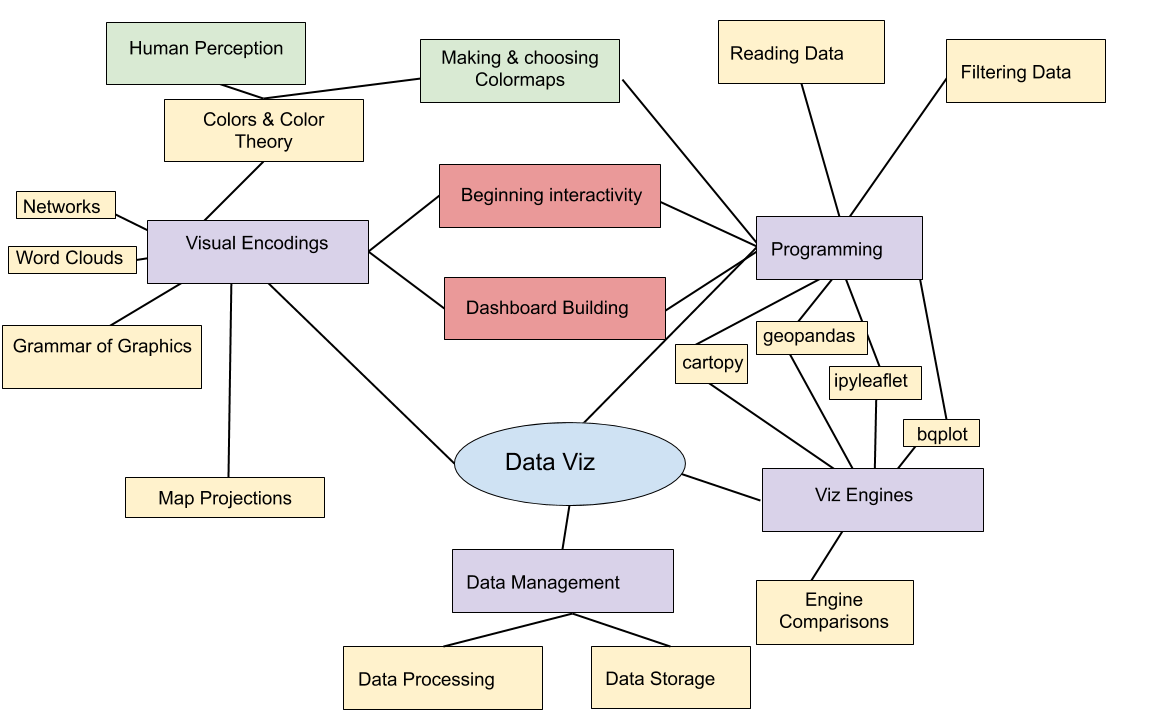 Human Perception
Making & choosing
Colormaps
Reading Data
Filtering Data
Colors & Color
Theory
Networks
Word Clouds
Visual Encodings
Beginning interactivity
Programming
Dashboard Building
Grammar of Graphics
geopandas
cartopy
ipyleaflet
bqplot
Data Viz
Map Projections
Viz Engines
Data Management
Engine
Comparisons
Data Processing
Data Storage